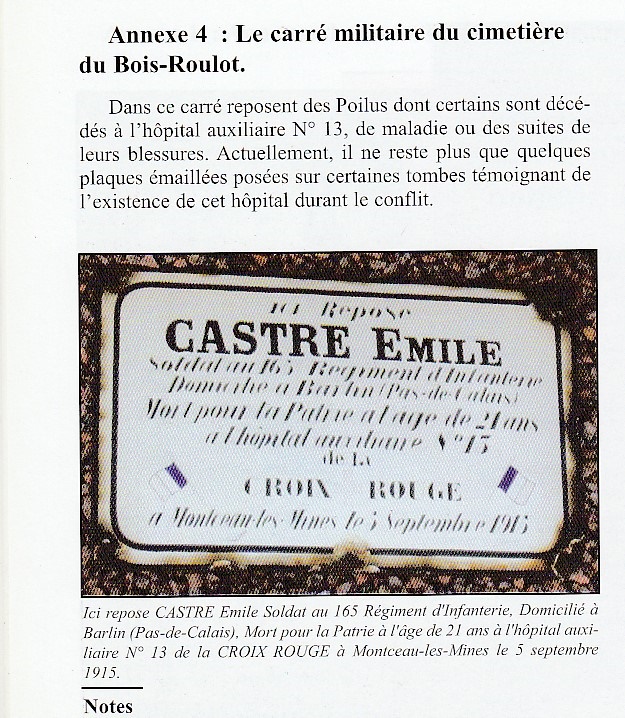 Annexe 4 : Le carré militaire du cimetière
du Bois-Roulot.
Dans ce carré reposent des Poilus dont certains sont décé-
dés à l'hôpital auxiliaire N° 13, de maladie ou des suites de
leurs blessures. Actuellement, il ne reste plus que quelques
plaques émaillées posées sur certaines tombes témoignant de
l'existence de cet hôpital durant le conflit.
Ici Repose
CASTRE EMILE
Soldat au 165 Régiment d'Infanterie
Domicilié à Barlin (Pas-de-Calais)
Mort pour la Patrie à l'age de 21 ans
à l'hôpital auxiliaire N° 13
de la
CROIX ROUGE
à Montceau-les-Mines le 5 Septembre 1915
Ici repose CASTRE Emile Soldat au 165 Régiment d'Infanterie, Domicilié à
Barlin (Pas-de-Calais), Mort pour la Patrie à l'âge de 21 ans à l'hôpital auxi-
liaire N° 13 de la CROIX ROUGE à Montceau-les-Mines le 5 septembre
1915.
Notes